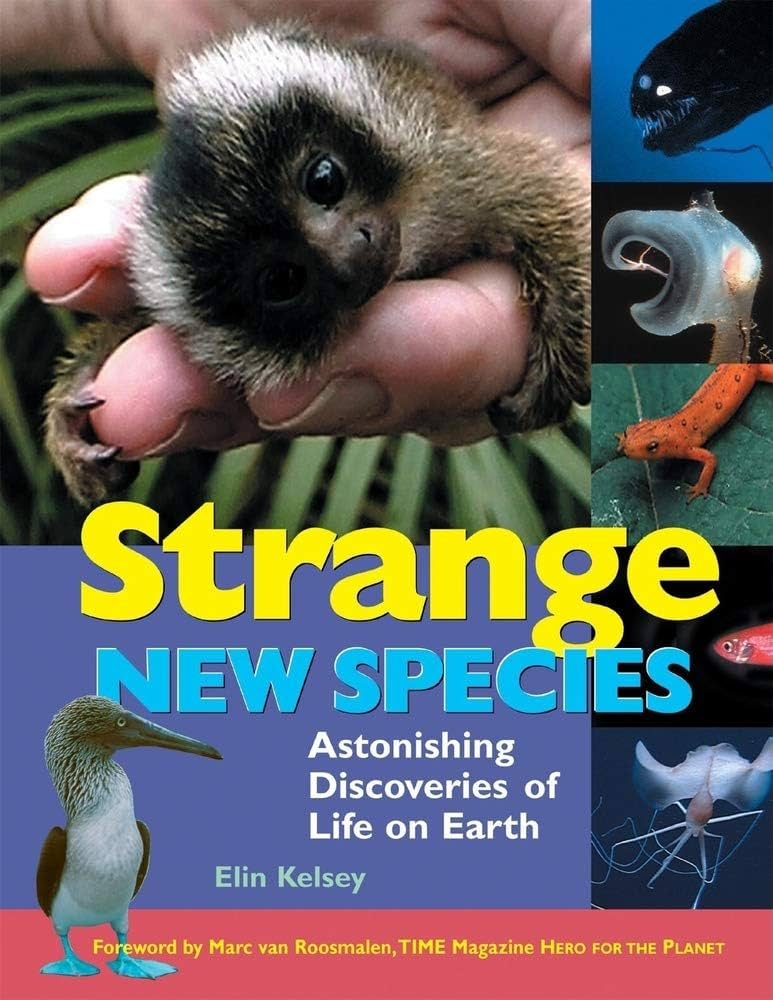 Strange
NEW SPECIES
Astonishing
Discoveries of
Life on Earth
Elin Kelsey
Foreword by Marc van Roosmalen, TIME Magazine HERO FOR THE PLANET